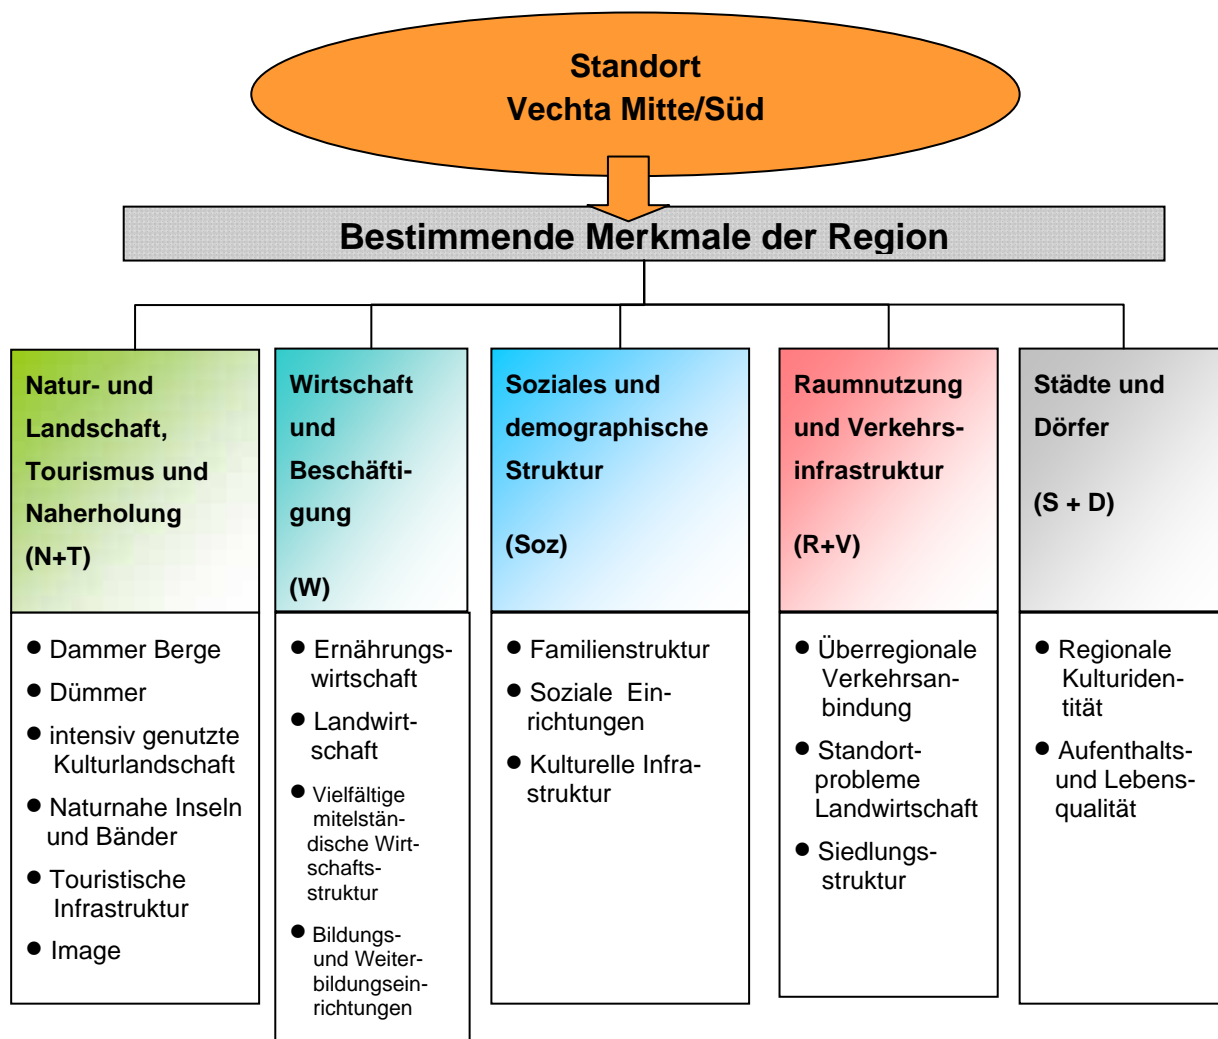 Standort
Vechta Mitte/Süd
Bestimmende Merkmale der Region
Natur- und
Landschaft,
Tourismus und
Naherholung
(N+T)
● Dammer Berge
● Dümmer
● intensiv genutzte
Kulturlandschaft
● Naturnahe Inseln
und Bänder
● Touristische
Infrastruktur
● Image
Wirtschaft
und
Beschäfti-
gung
(W)
● Ernährungs-
wirtschaft
● Landwirt-
schaft
● Vielfältige
mitelstän-
dische Wirt-
schafts-
struktur
● Bildungs-
und Weiter-
bildungsein-
richtungen
Soziales und
demographische
Struktur
(Soz)
● Familienstruktur
● Soziale Ein-
richtungen
● Kulturelle Infra-
struktur
Raumnutzung
und Verkehrs-
infrastruktur
(R+V)
● Überregionale
Verkehrsan-
bindung
● Standort-
probleme
Landwirtschaft
● Siedlungs-
struktur
Städte und
Dörfer
(S + D)
● Regionale
Kulturiden-
tität
● Aufenthalts-
und Lebens-
qualität